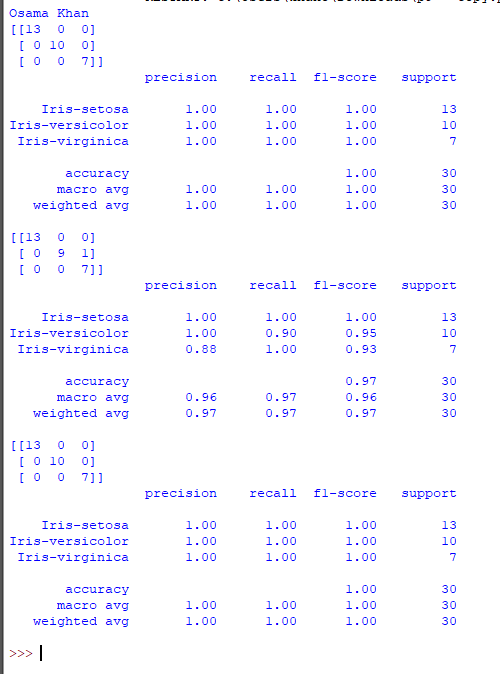 Osama Khan
[[13  0  0]
 [ 0 10  0]
 [ 0  0  7]]
                 precision    recall  f1-score   support

    Iris-setosa       1.00      1.00      1.00        13
Iris-versicolor       1.00      1.00      1.00        10
 Iris-virginica       1.00      1.00      1.00         7

       accuracy                           1.00        30
      macro avg       1.00      1.00      1.00        30
   weighted avg       1.00      1.00      1.00        30

[[13  0  0]
 [ 0  9  1]
 [ 0  0  7]]
                 precision    recall  f1-score   support

    Iris-setosa       1.00      1.00      1.00        13
Iris-versicolor       1.00      0.90      0.95        10
 Iris-virginica       0.88      1.00      0.93         7

       accuracy                           0.97        30
      macro avg       0.96      0.97      0.96        30
   weighted avg       0.97      0.97      0.97        30

[[13  0  0]
 [ 0 10  0]
 [ 0  0  7]]
                 precision    recall  f1-score   support

    Iris-setosa       1.00      1.00      1.00        13
Iris-versicolor       1.00      1.00      1.00        10
 Iris-virginica       1.00      1.00      1.00         7

       accuracy                           1.00        30
      macro avg       1.00      1.00      1.00        30
   weighted avg       1.00      1.00      1.00        30

>>>